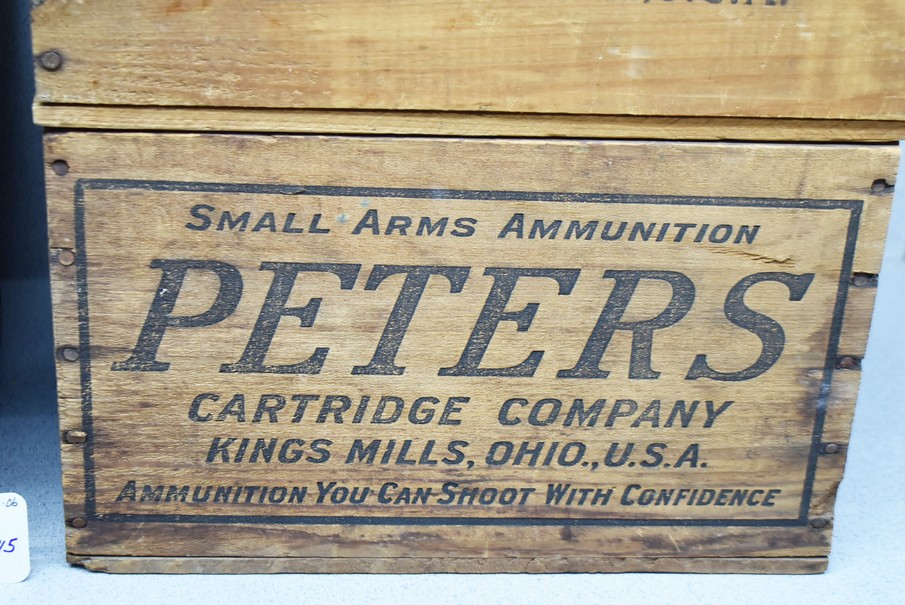 SMALL ARMS AMMUNITION
PETERS
CARTRIDGE COMPANY
KINGS MILLS, OHIO., U.S.A.
AMMUNITION YOU CAN SHOOT WITH CONFIDENCE